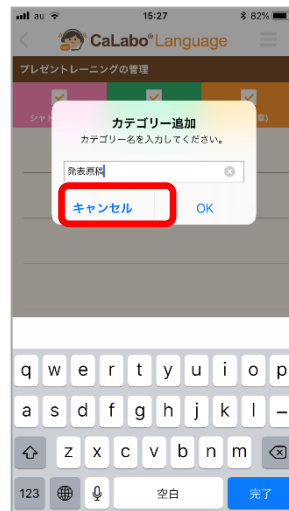 au 15:27 82%
CaLabo® Language
プレゼントレーニングの管理
カテゴリー追加
カテゴリー名を入力してください。
発表原稿
キャンセル OK
シャド 章)
q w e r t y u i o p
a s d f g h j k l –
z x c v b n m
123 空白 完了